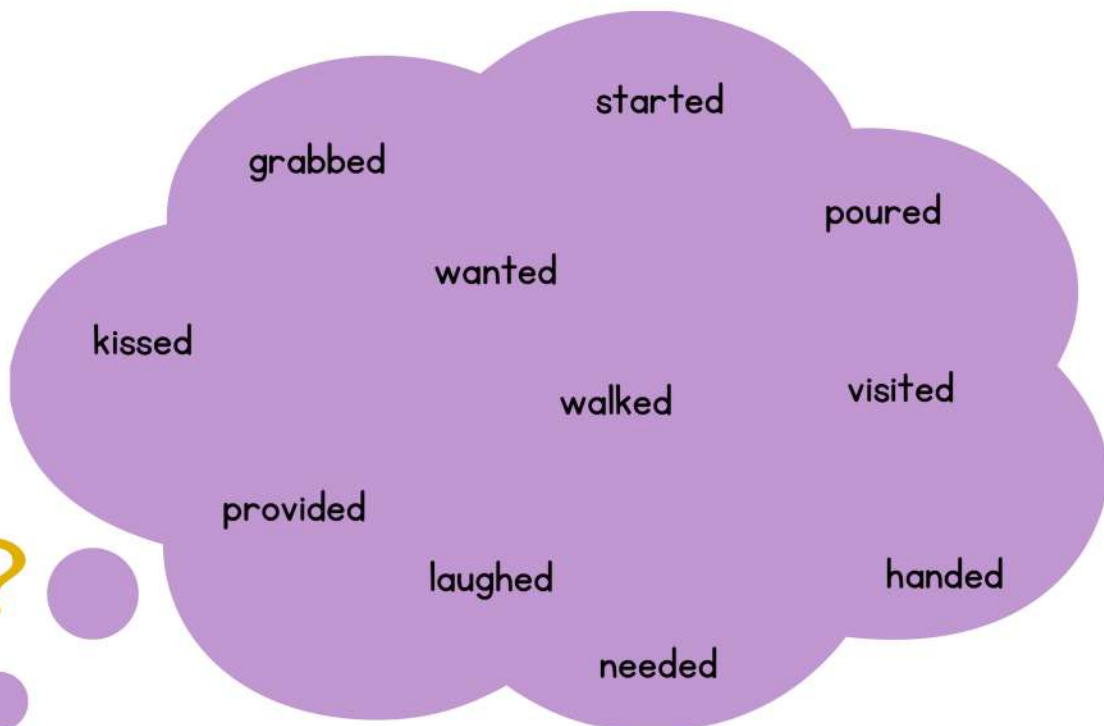 started
grabbed
poured
wanted
kissed
visited
walked
provided
handed
laughed
needed
?